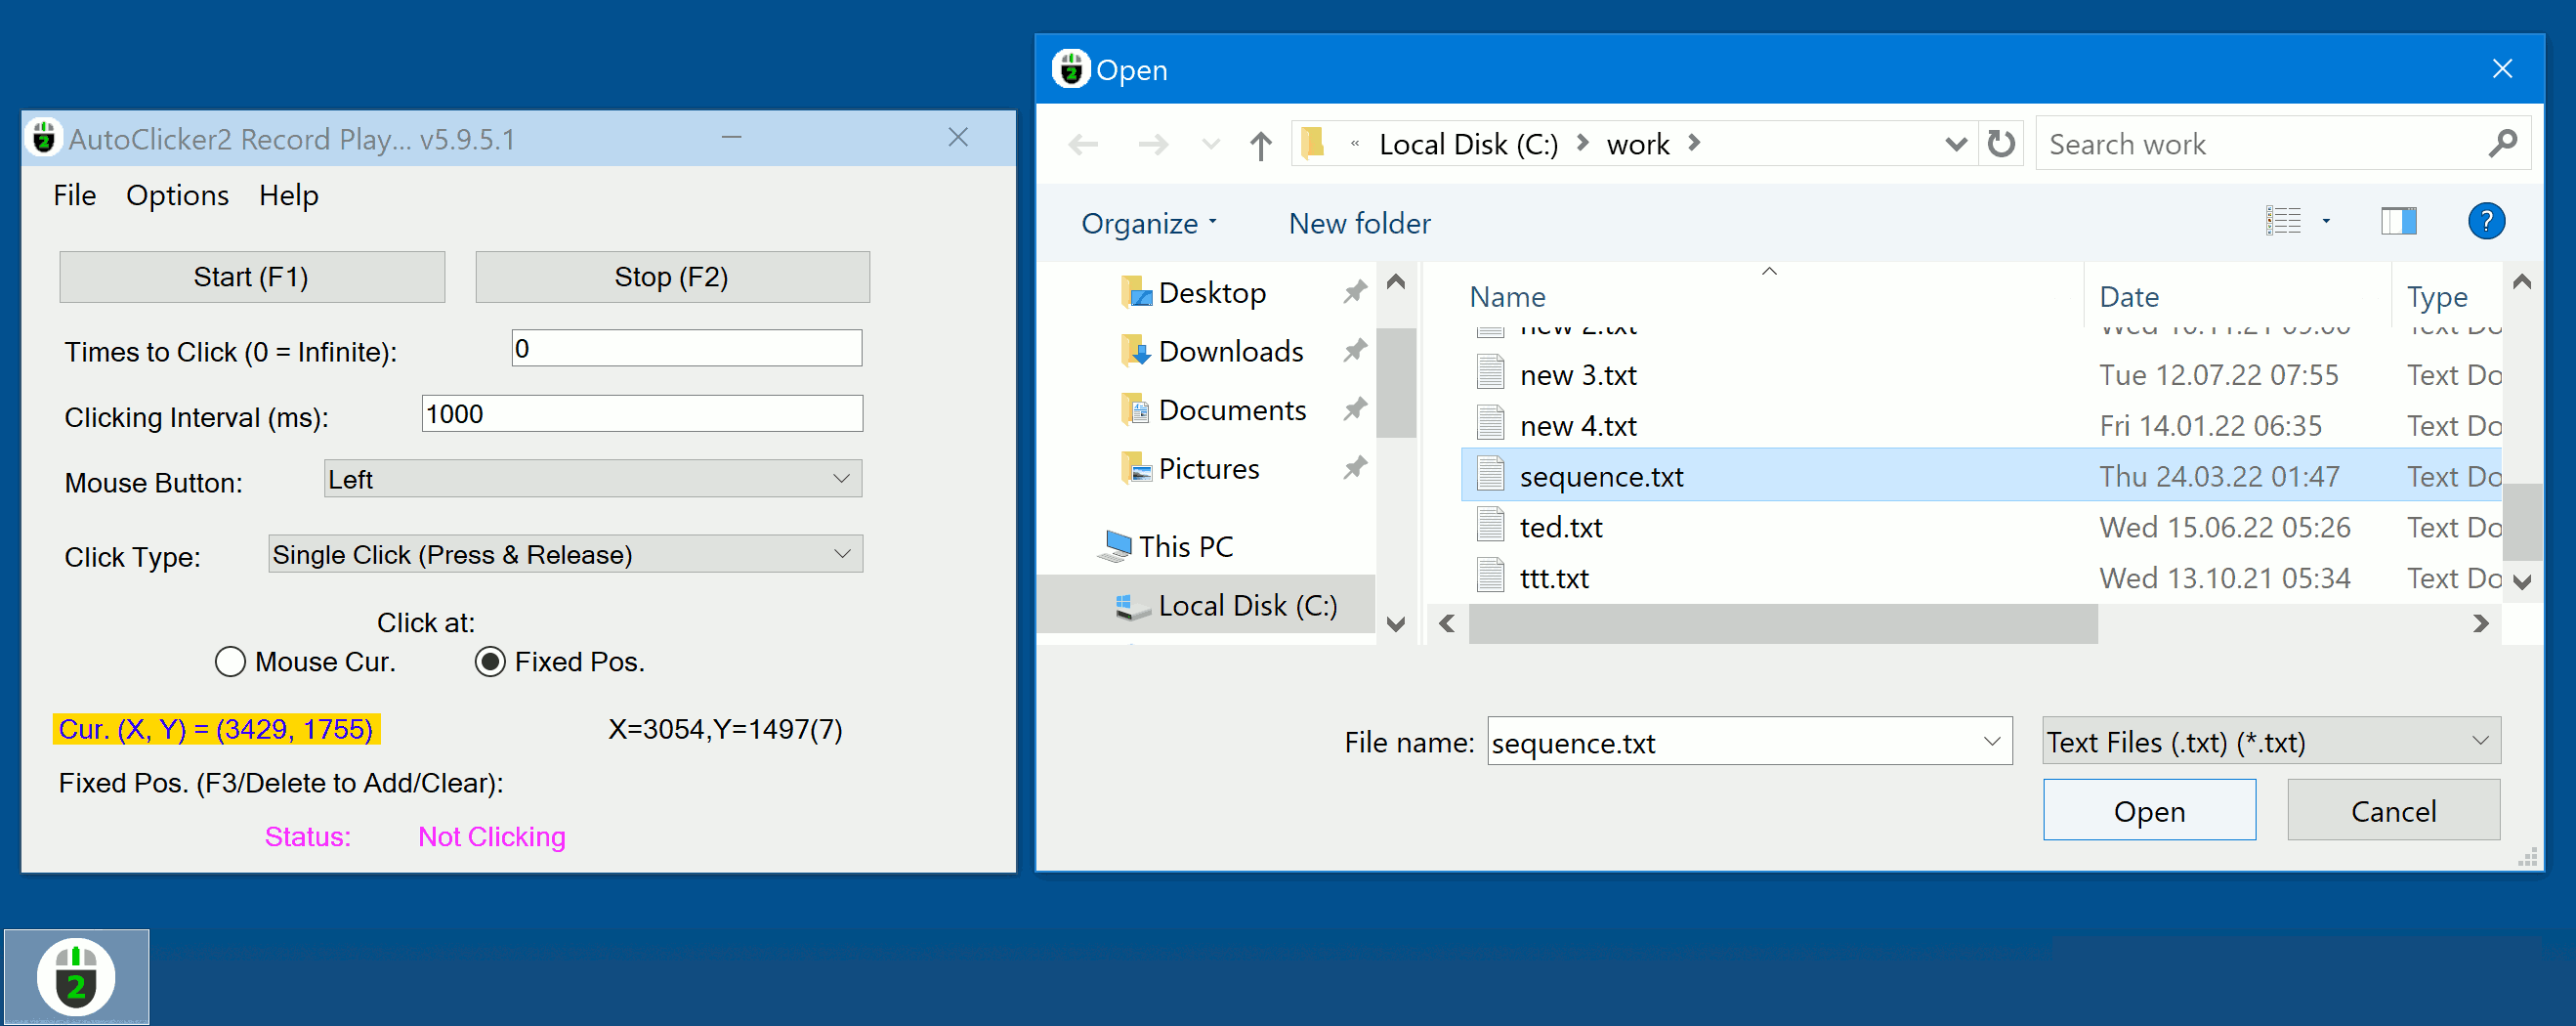 AutoClicker2 Record Play... v5.9.5.1
File Options Help
Start (F1) Stop (F2)
Times to Click (0 = Infinite): 0
Clicking Interval (ms): 1000
Mouse Button: Left
Click Type: Single Click (Press & Release)
Click at:
Mouse Cur. Fixed Pos.
Cur. (X, Y) = (3429, 1755) X=3054,Y=1497(7)
Fixed Pos. (F3/Delete to Add/Clear):
Status: Not Clicking
2
Open
« Local Disk (C:) > work >
Search work
Organize New folder
?
Desktop
Downloads
Documents
Pictures
This PC
Local Disk (C:)
Name Date Type
new 2.txt
new 3.txt Tue 12.07.22 07:55 Text Do
new 4.txt Fri 14.01.22 06:35 Text Do
sequence.txt Thu 24.03.22 01:47 Text Do
ted.txt Wed 15.06.22 05:26 Text Do
ttt.txt Wed 13.10.21 05:34 Text Do
File name: sequence.txt Text Files (.txt) (*.txt)
Open Cancel